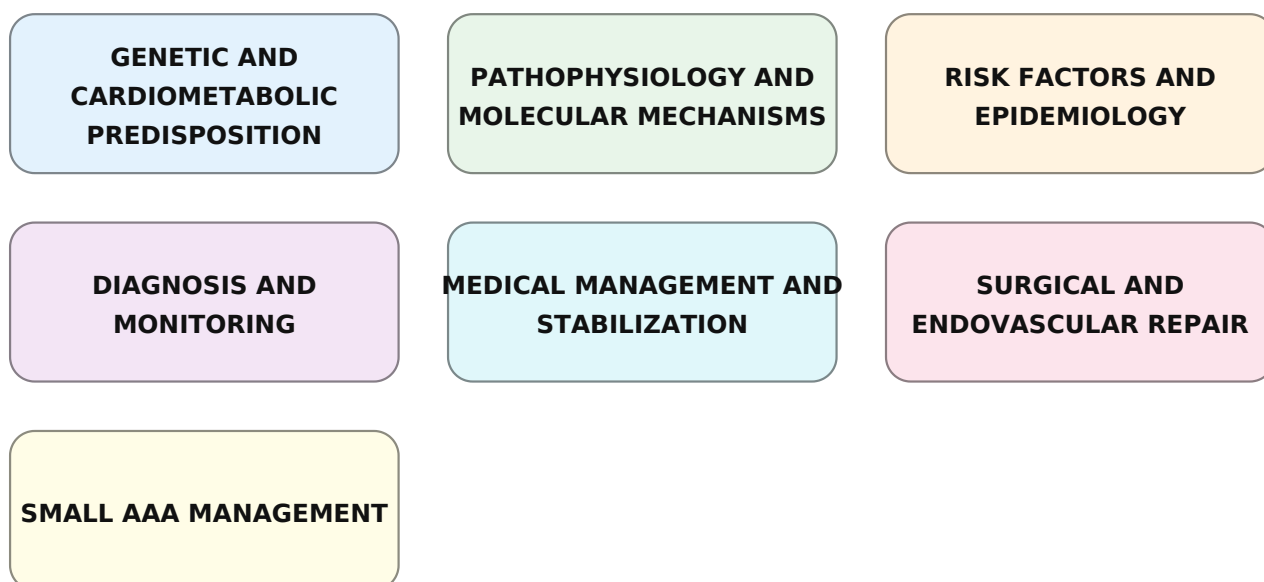 GENETIC AND
CARDIOMETABOLIC
PREDISPOSITION
PATHOPHYSIOLOGY AND
MOLECULAR MECHANISMS
RISK FACTORS AND
EPIDEMIOLOGY
DIAGNOSIS AND
MONITORING
MEDICAL MANAGEMENT AND
STABILIZATION
SURGICAL AND
ENDOVASCULAR REPAIR
SMALL AAA MANAGEMENT